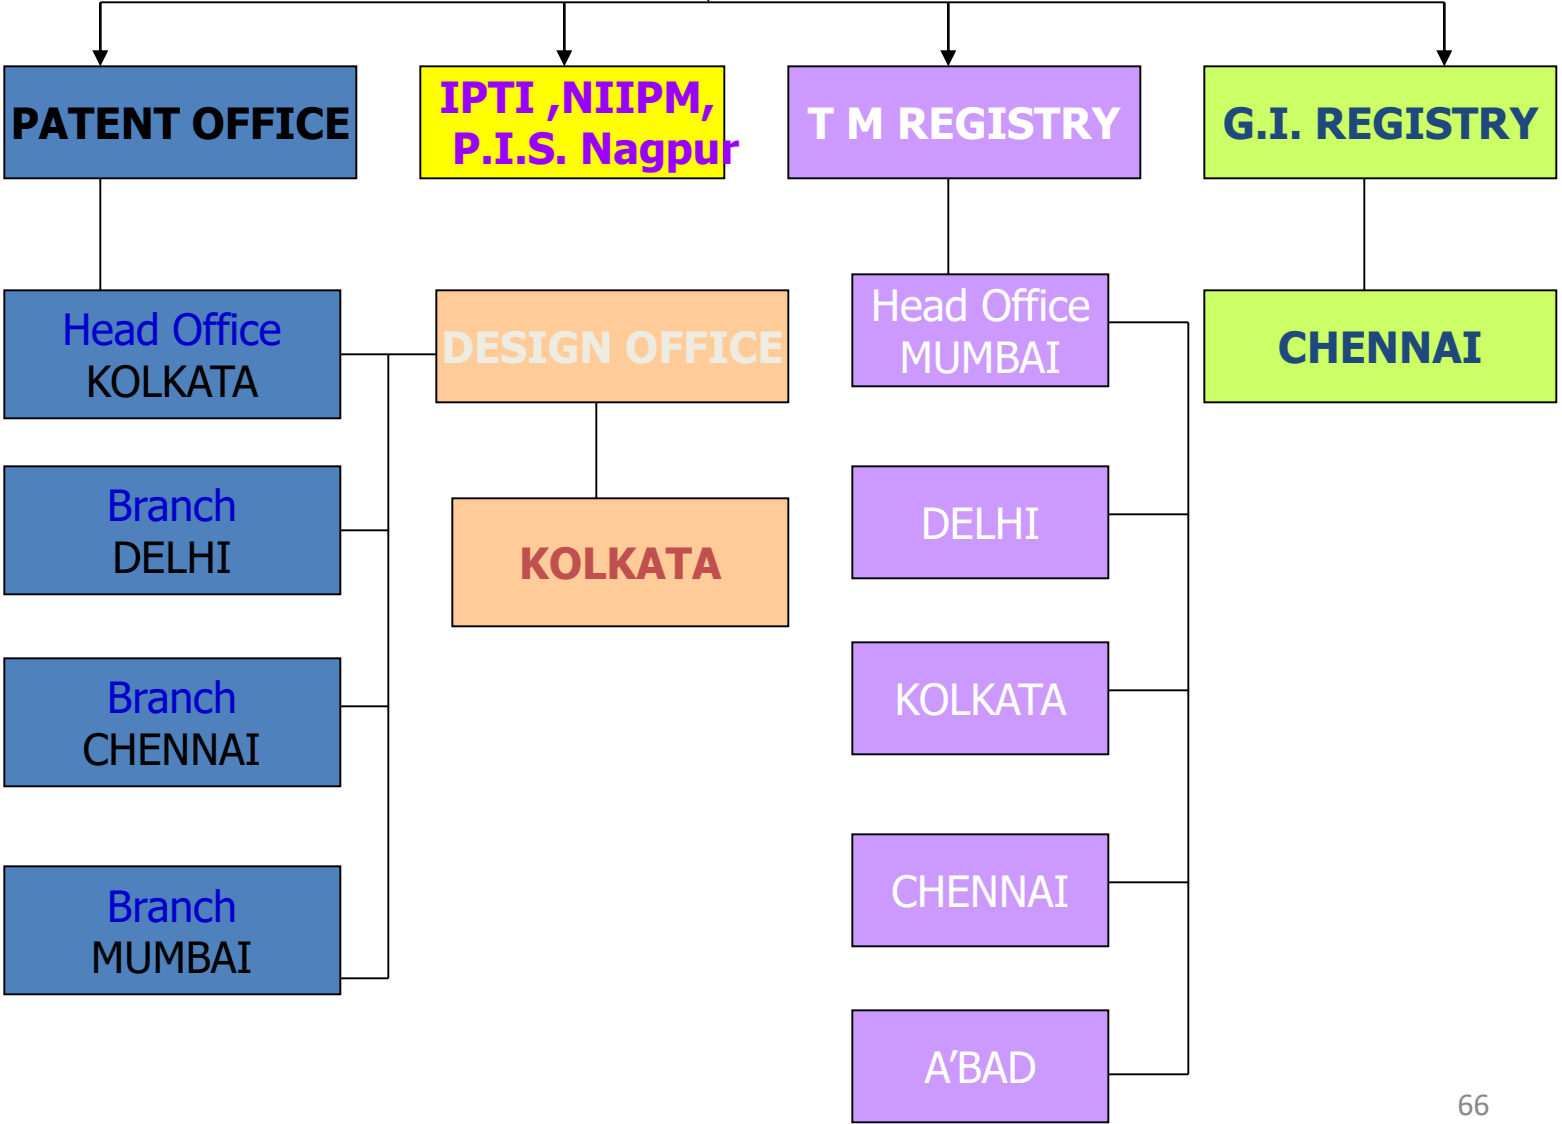 PATENT OFFICE
IPTI ,NIIPM,
P.I.S. Nagpur
T M REGISTRY
G.I. REGISTRY
Head Office
KOLKATA
DESIGN OFFICE
Head Office
MUMBAI
CHENNAI
Branch
DELHI
KOLKATA
DELHI
Branch
CHENNAI
KOLKATA
Branch
MUMBAI
CHENNAI
A’BAD
66